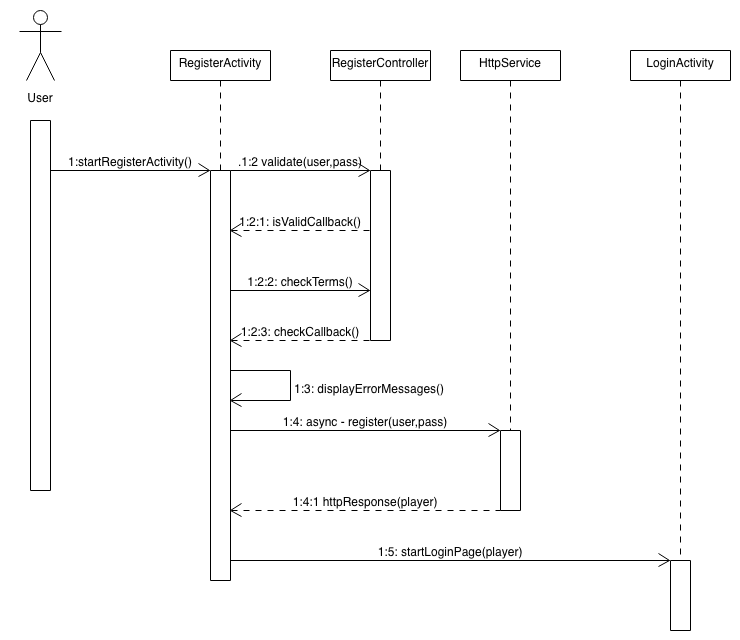 User
RegisterActivity
RegisterController
HttpService
LoginActivity
1:startRegisterActivity()
.1:2 validate(user,pass)
1:2:1: isValidCallback()
1:2:2: checkTerms()
1:2:3: checkCallback()
1:3: displayErrorMessages()
1:4: async - register(user,pass)
1:4:1 httpResponse(player)
1:5: startLoginPage(player)